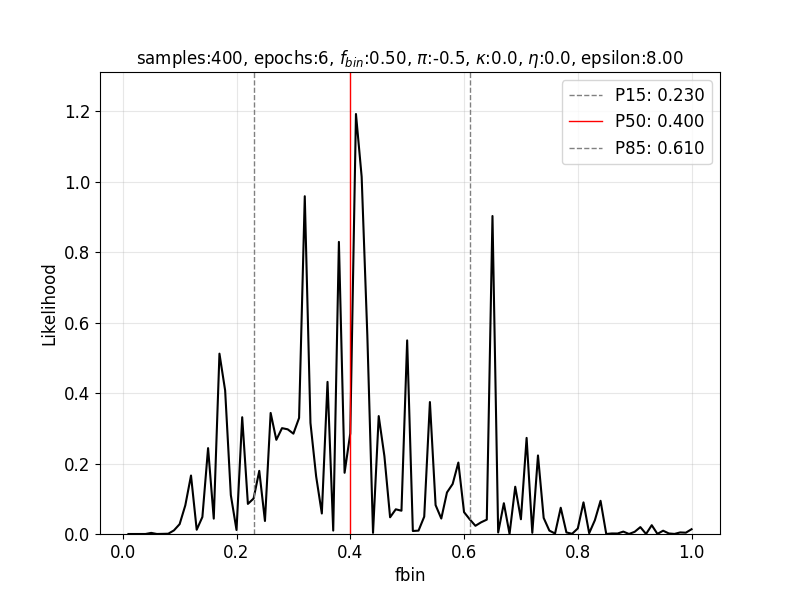 samples:400, epochs:6, f_bin:0.50, π:-0.5, κ:0.0, η:0.0, epsilon:8.00
P15: 0.230
P50: 0.400
P85: 0.610
1.2
1.0
0.8
0.6
0.4
0.2
0.0
Likelihood
0.0 0.2 0.4 0.6 0.8 1.0
fbin